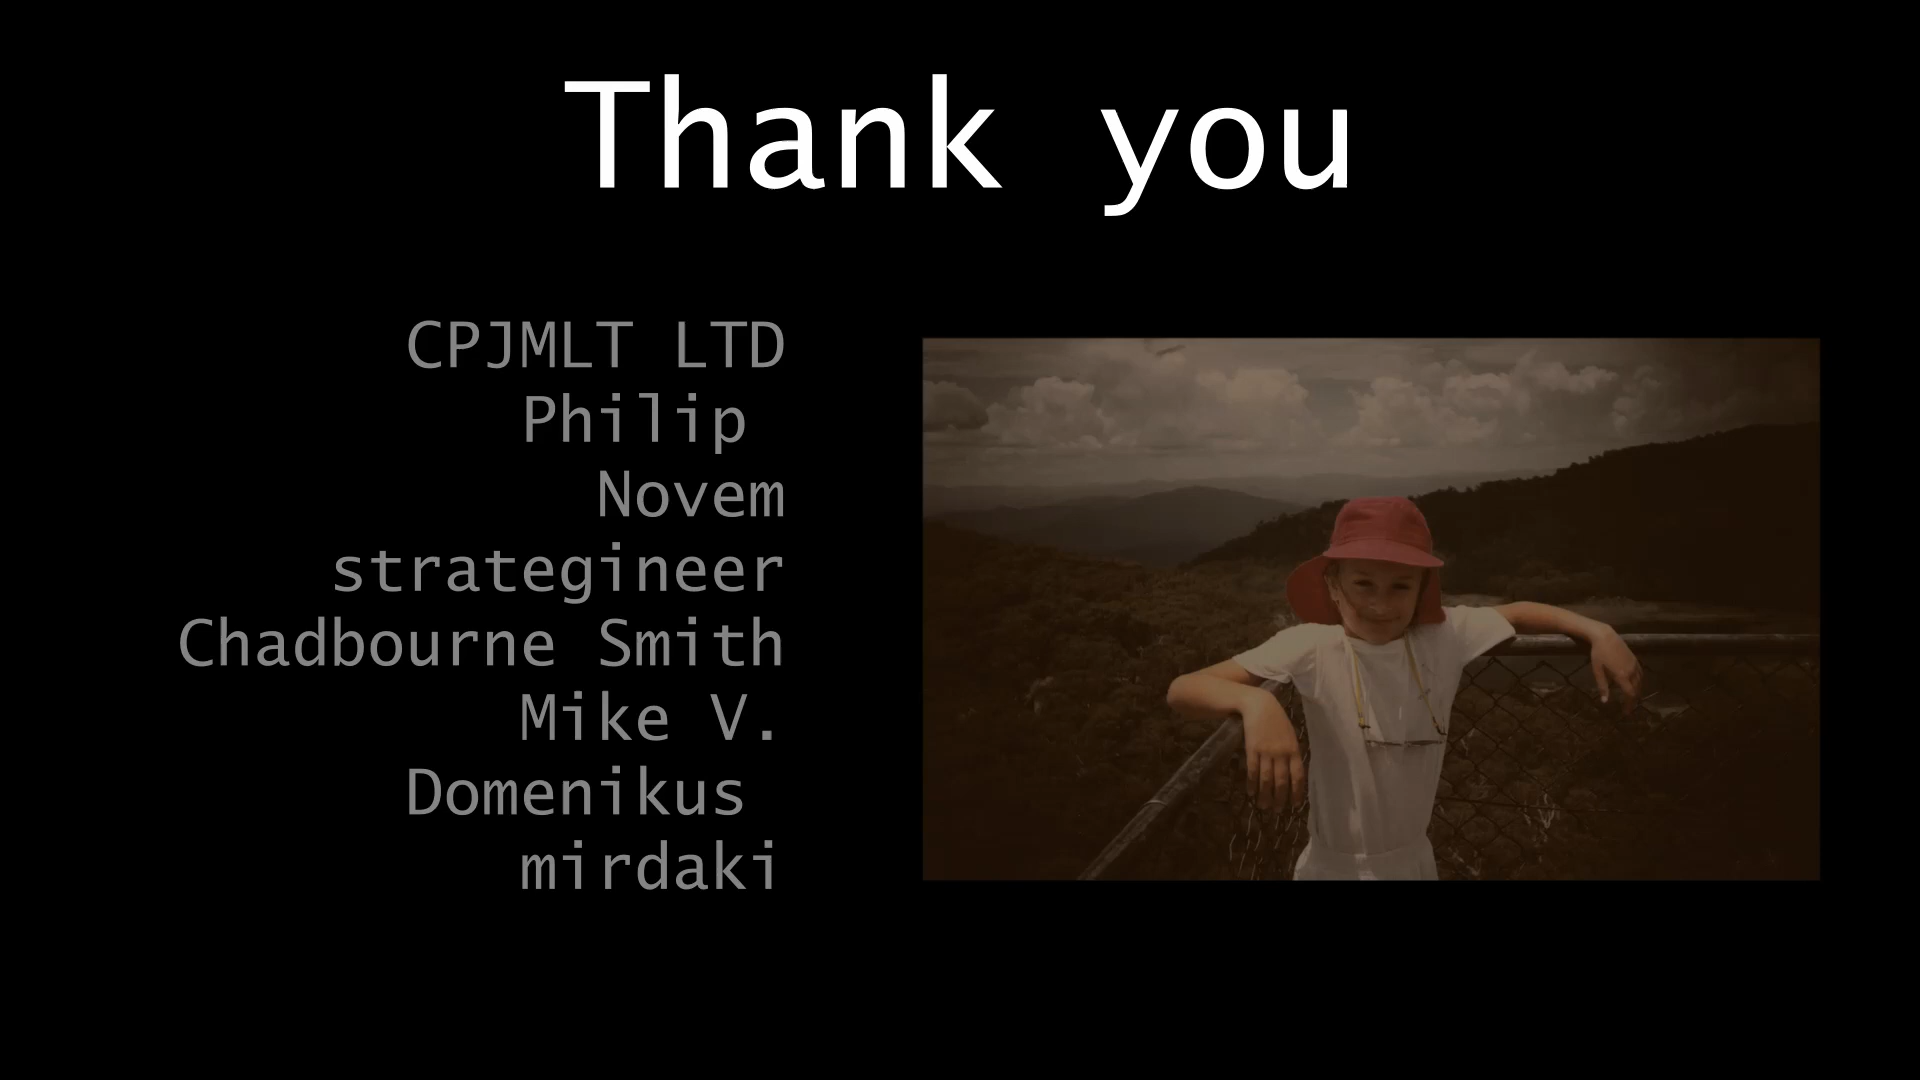 Thank you
CPJMLT LTD
Philip
Novem
strategineer
Chadbourne Smith
Mike V.
Domenikus
mirdaki